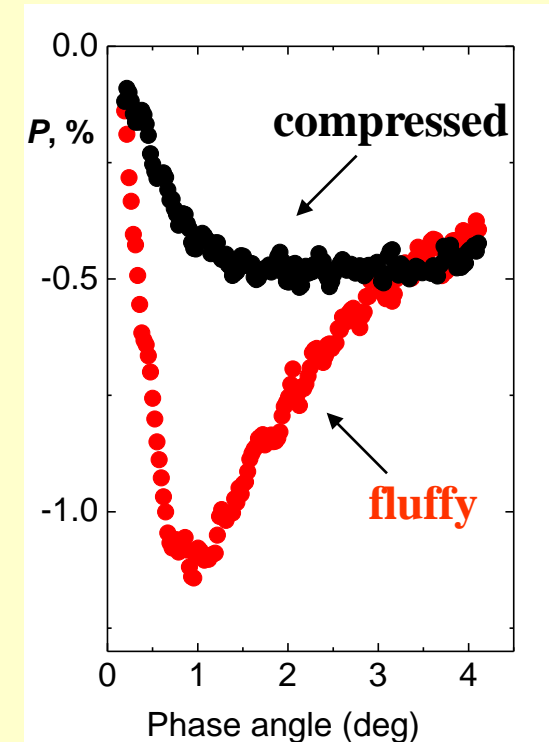 0.0
P, %
compressed
-0.5
fluffy
-1.0
0 1 2 3 4
Phase angle (deg)